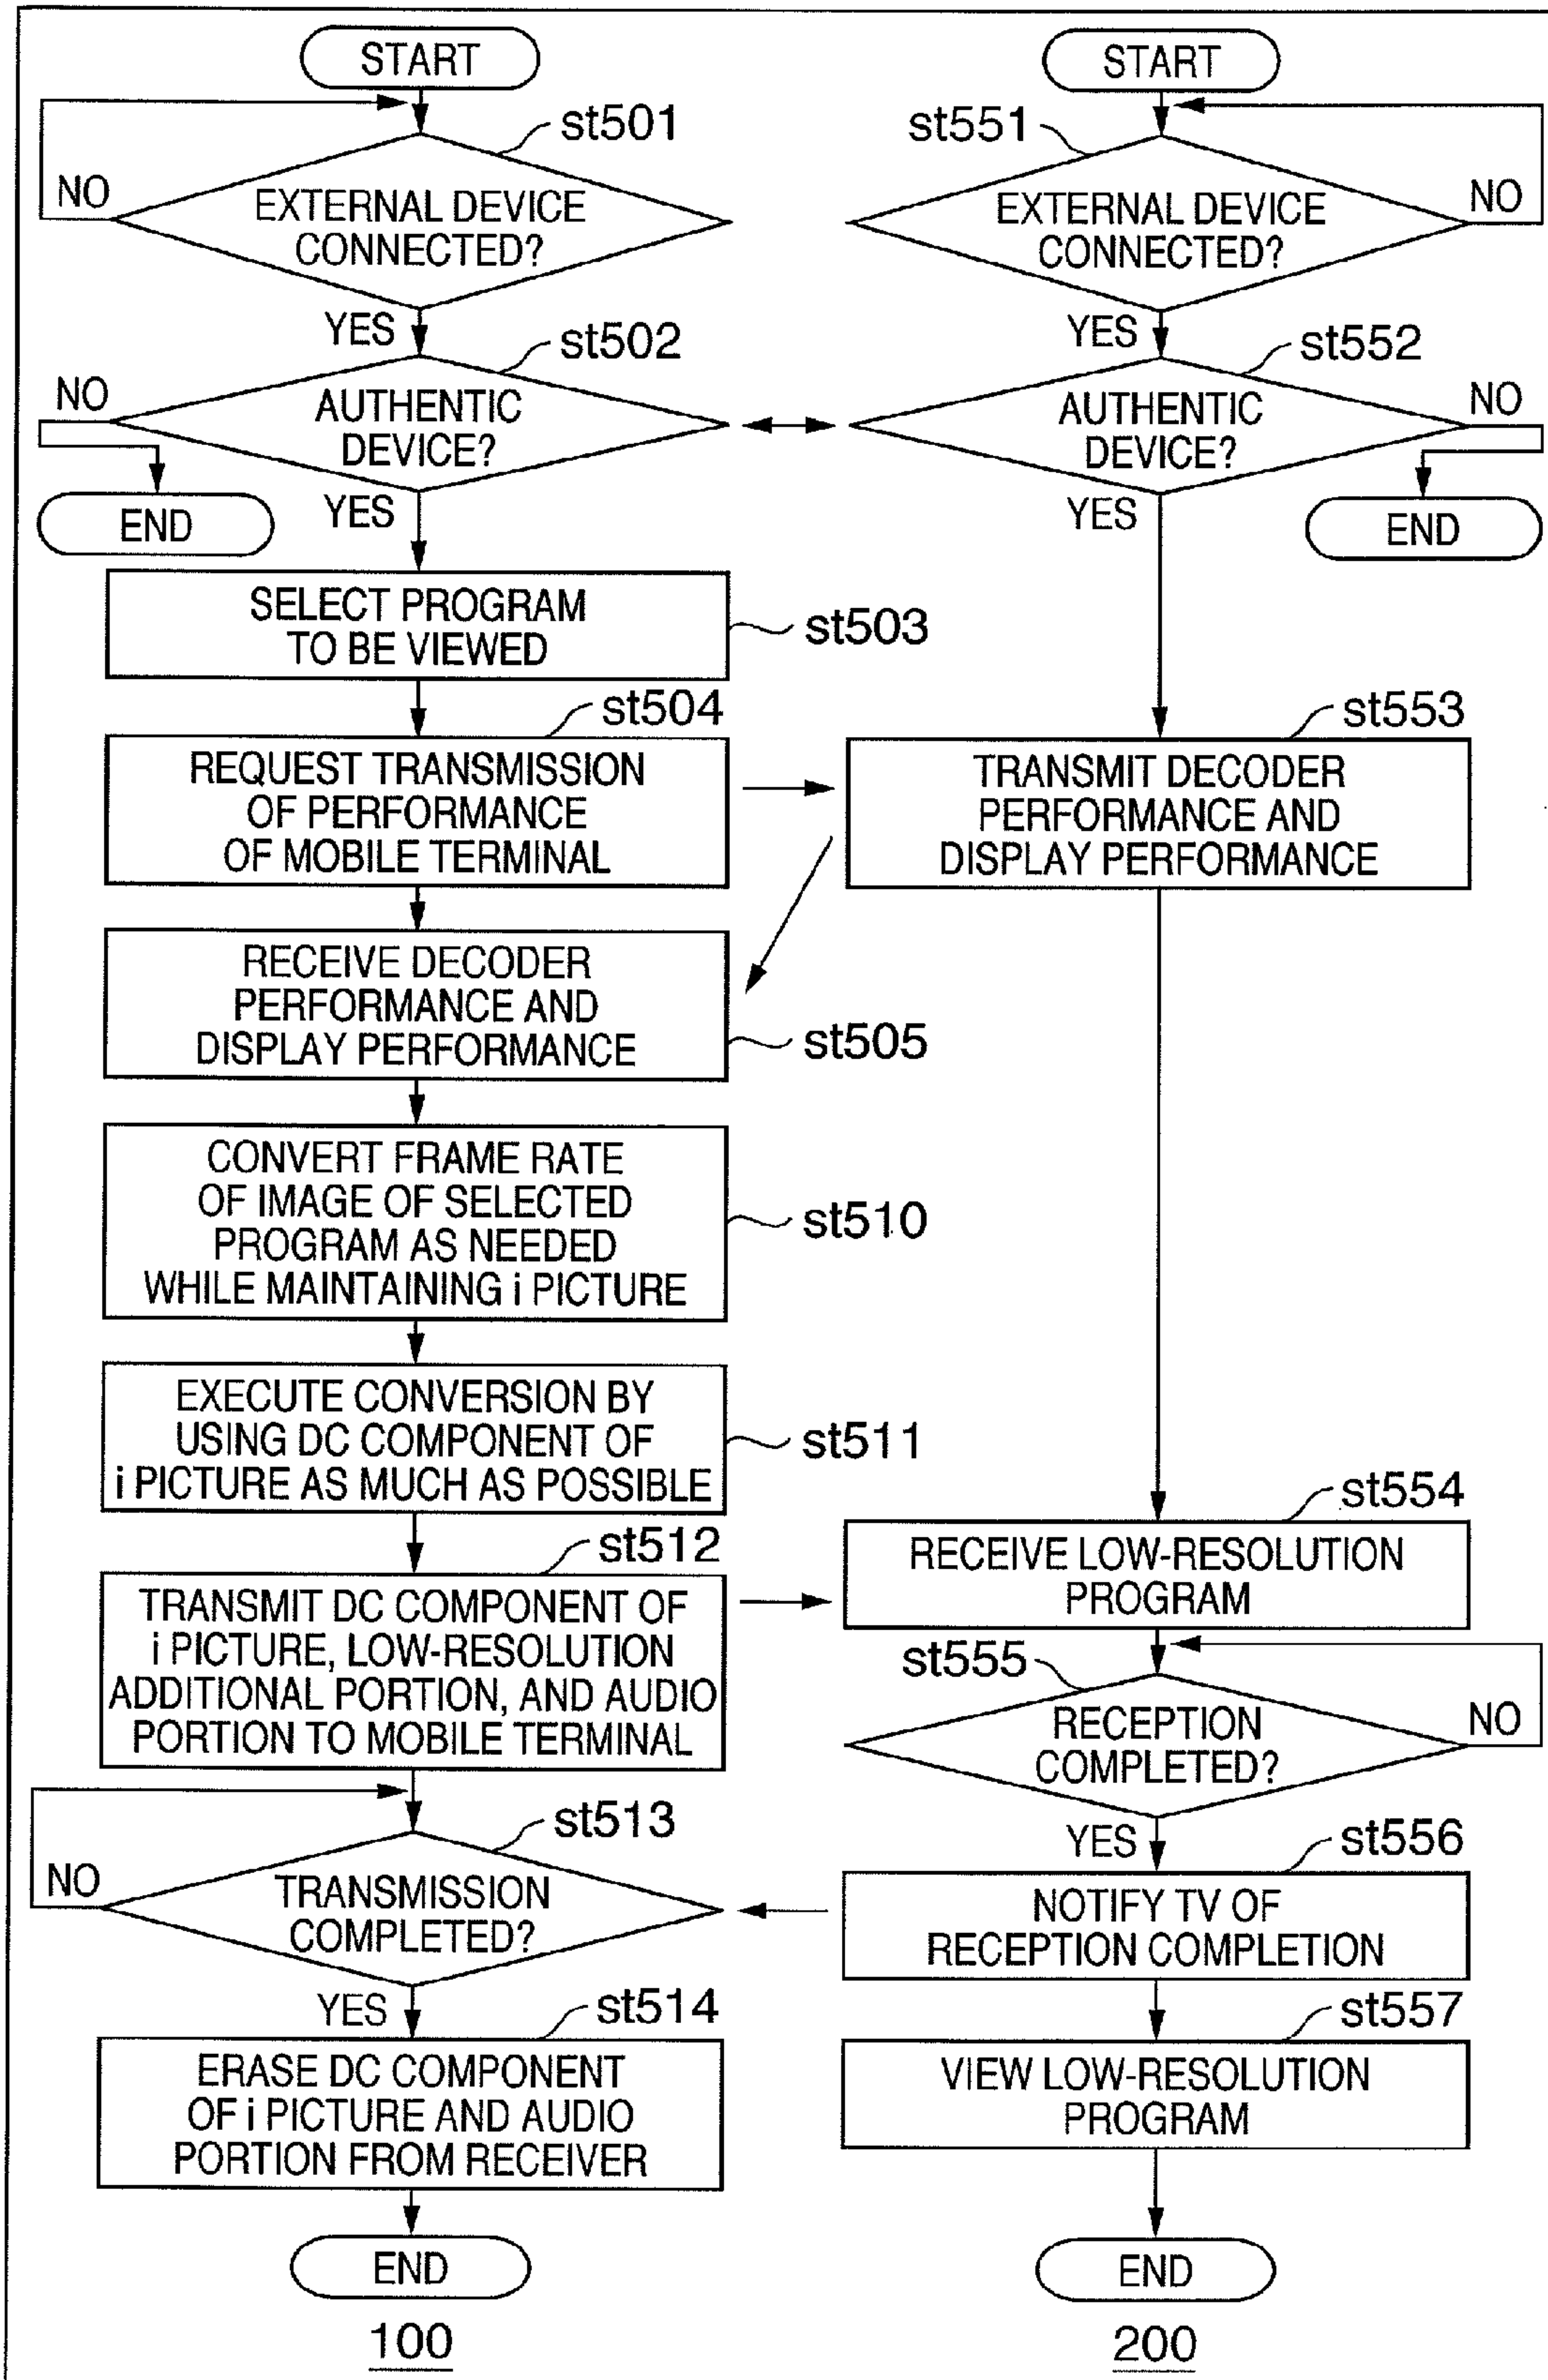 START
st501
NO
EXTERNAL DEVICE
CONNECTED?
YES
st502
NO
AUTHENTIC
DEVICE?
END
YES
SELECT PROGRAM
TO BE VIEWED
st503
st504
REQUEST TRANSMISSION
OF PERFORMANCE
OF MOBILE TERMINAL
RECEIVE DECODER
PERFORMANCE AND
DISPLAY PERFORMANCE
st505
CONVERT FRAME RATE
OF IMAGE OF SELECTED
PROGRAM AS NEEDED
WHILE MAINTAINING i PICTURE
st510
EXECUTE CONVERSION BY
USING DC COMPONENT OF
i PICTURE AS MUCH AS POSSIBLE
st511
st512
TRANSMIT DC COMPONENT OF
i PICTURE, LOW-RESOLUTION
ADDITIONAL PORTION, AND AUDIO
PORTION TO MOBILE TERMINAL
st513
NO
TRANSMISSION
COMPLETED?
YES
st514
ERASE DC COMPONENT
OF i PICTURE AND AUDIO
PORTION FROM RECEIVER
END
100
START
st551
EXTERNAL DEVICE
CONNECTED?
NO
YES
st552
AUTHENTIC
DEVICE?
NO
END
YES
st553
TRANSMIT DECODER
PERFORMANCE AND
DISPLAY PERFORMANCE
st554
RECEIVE LOW-RESOLUTION
PROGRAM
st555
RECEPTION
COMPLETED?
NO
YES
st556
NOTIFY TV OF
RECEPTION COMPLETION
st557
VIEW LOW-RESOLUTION
PROGRAM
END
200